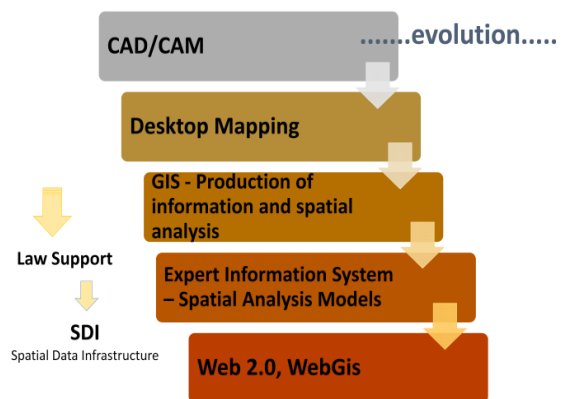 .......evolution.....
CAD/CAM
Desktop Mapping
GIS - Production of
information and spatial
analysis
Law Support
Expert Information System
– Spatial Analysis Models
SDI
Spatial Data Infrastructure
Web 2.0, WebGis